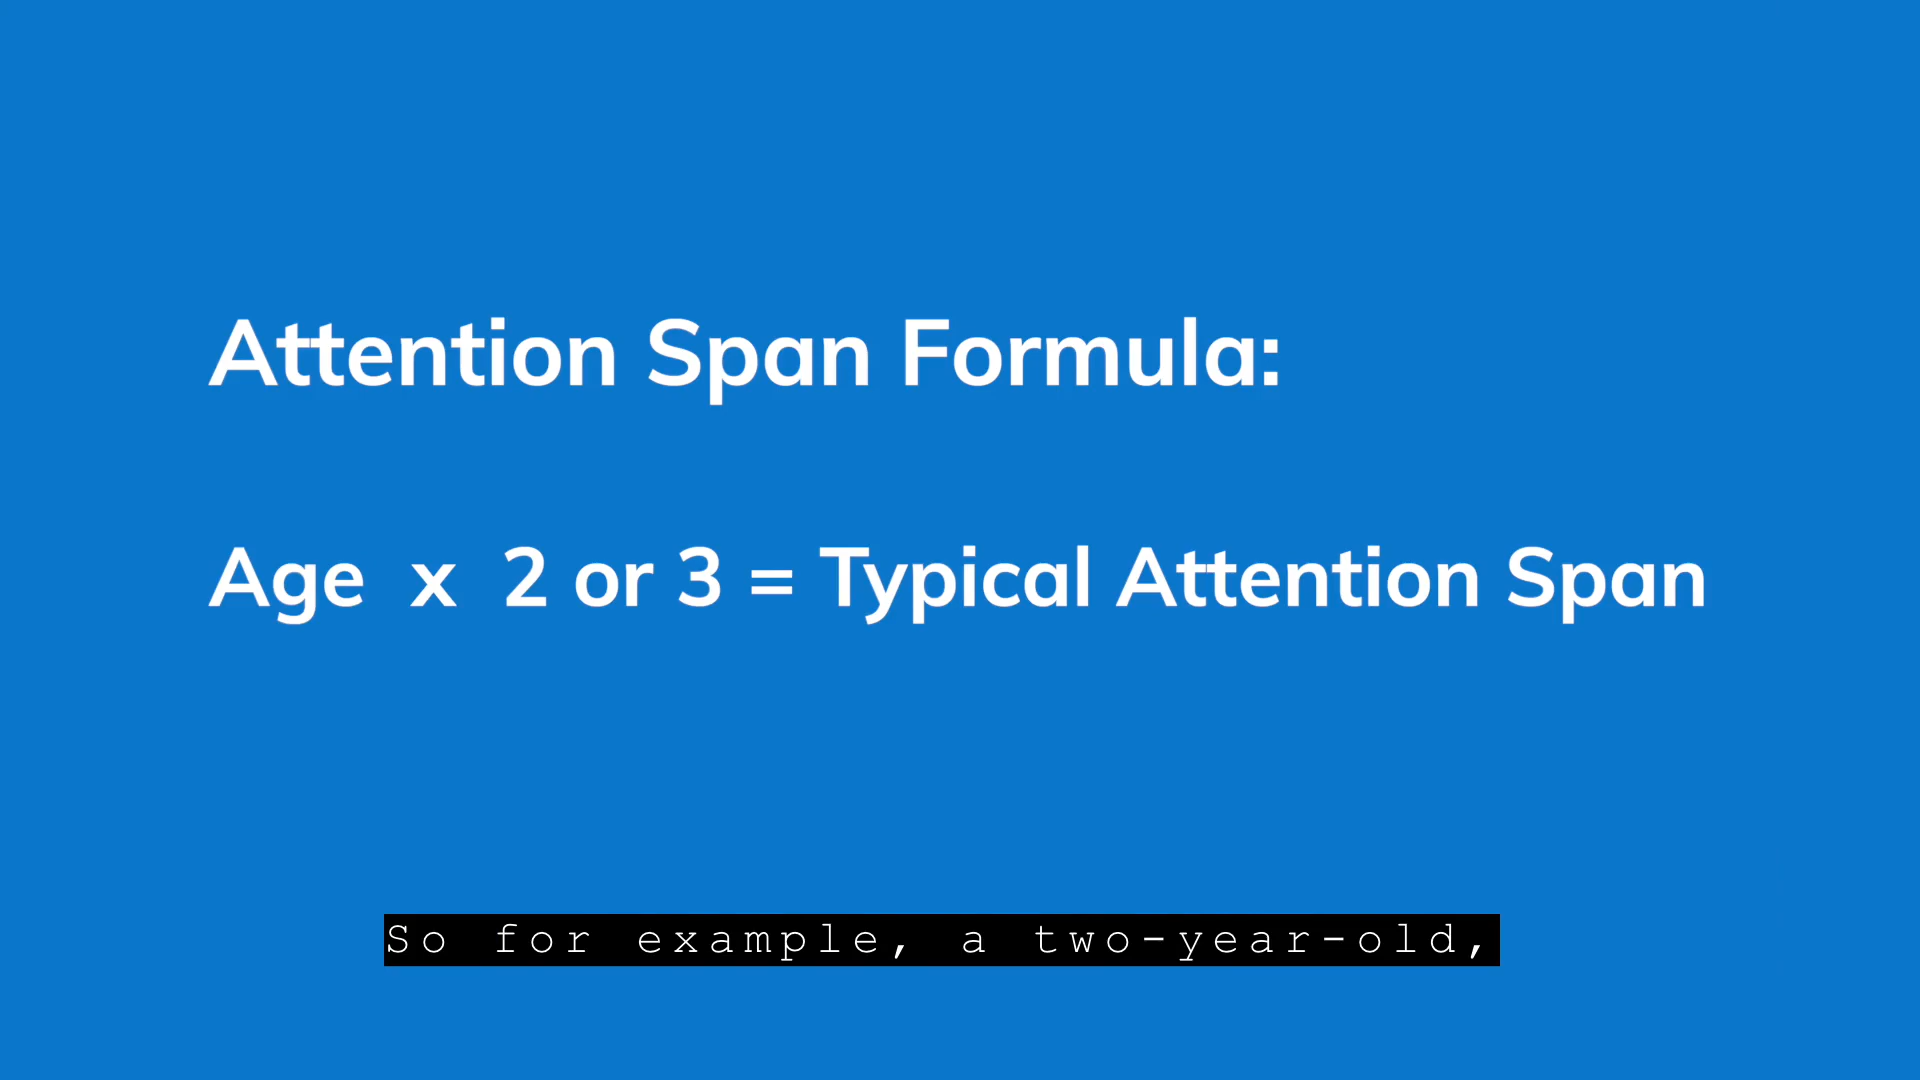 Attention Span Formula:
Age x 2 or 3 = Typical Attention Span
So for example, a two-year-old,